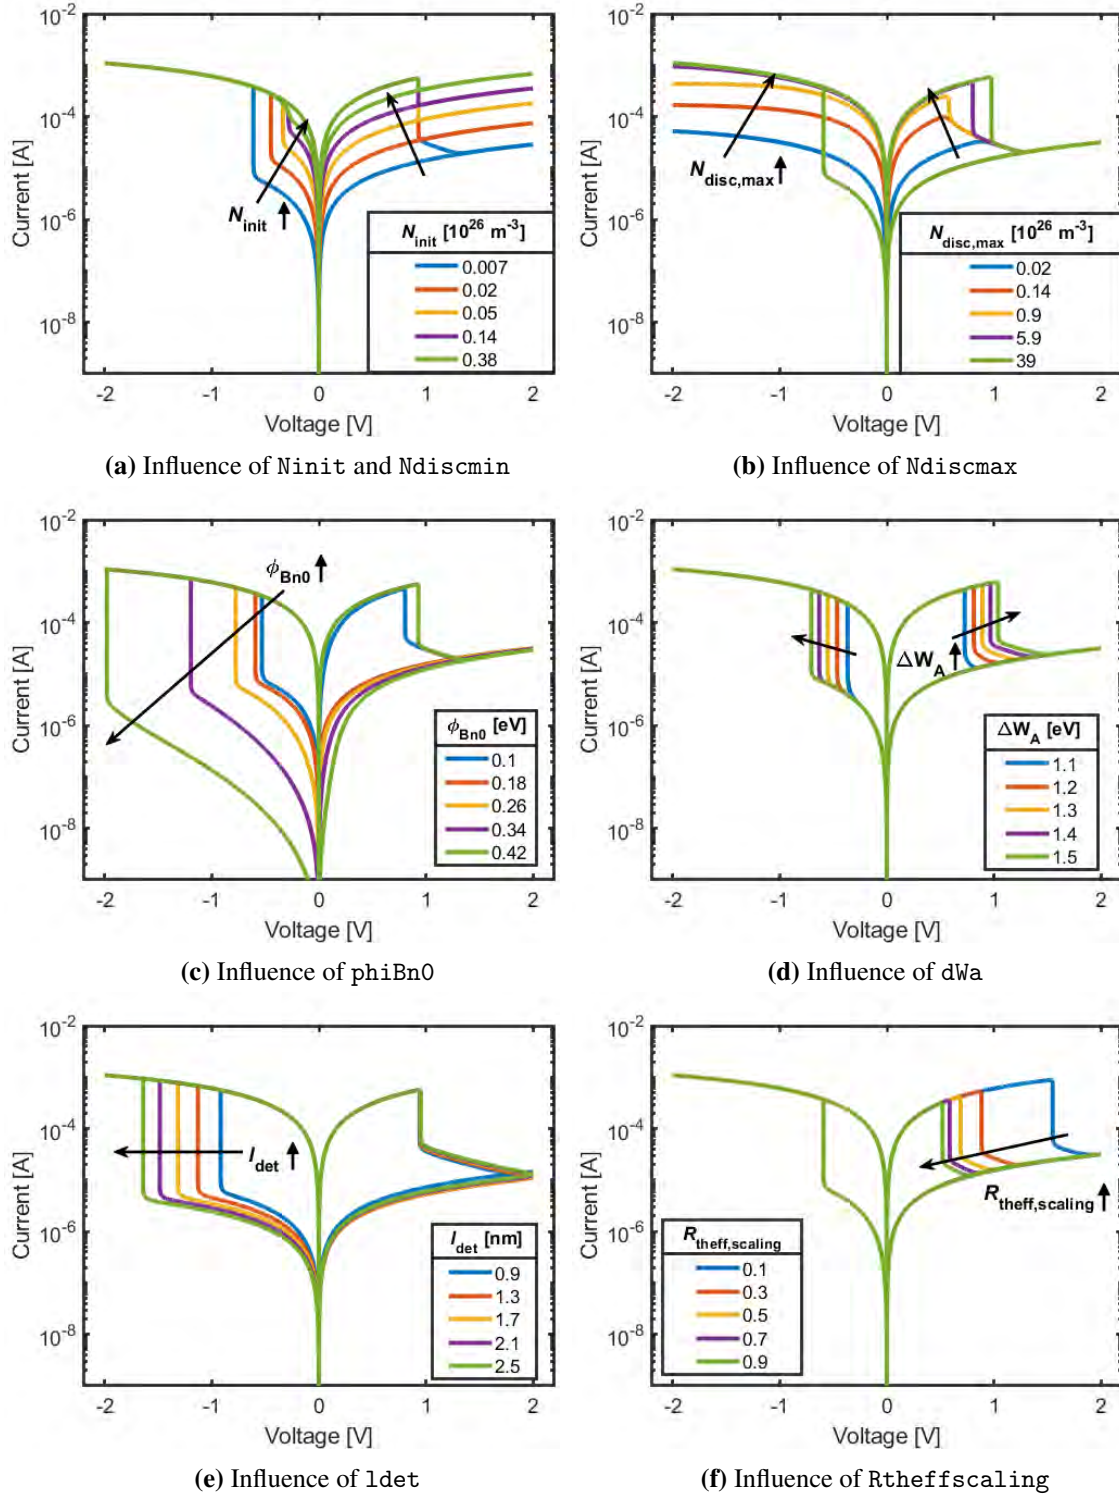 10⁻²
10⁻⁴
10⁻⁶
10⁻⁸
Current [A]
-2 -1 0 1 2
Voltage [V]
N_init
N_init [10²⁶ m⁻³]
0.007
0.02
0.05
0.14
0.38
(a) Influence of Ninit and Ndiscmin
10⁻²
10⁻⁴
10⁻⁶
10⁻⁸
Current [A]
-2 -1 0 1 2
Voltage [V]
N_disc,max
N_disc,max [10²⁶ m⁻³]
0.02
0.14
0.9
5.9
39
(b) Influence of Ndiscmax
10⁻²
10⁻⁴
10⁻⁶
10⁻⁸
Current [A]
-2 -1 0 1 2
Voltage [V]
ϕ_Bn0
ϕ_Bn0 [eV]
0.1
0.18
0.26
0.34
0.42
(c) Influence of phiBn0
10⁻²
10⁻⁴
10⁻⁶
10⁻⁸
Current [A]
-2 -1 0 1 2
Voltage [V]
ΔW_A
ΔW_A [eV]
1.1
1.2
1.3
1.4
1.5
(d) Influence of dWa
10⁻²
10⁻⁴
10⁻⁶
10⁻⁸
Current [A]
-2 -1 0 1 2
Voltage [V]
l_det
l_det [nm]
0.9
1.3
1.7
2.1
2.5
(e) Influence of ldet
10⁻²
10⁻⁴
10⁻⁶
10⁻⁸
Current [A]
-2 -1 0 1 2
Voltage [V]
R_theff,scaling
R_theff,scaling
0.1
0.3
0.5
0.7
0.9
(f) Influence of Rtheffscaling